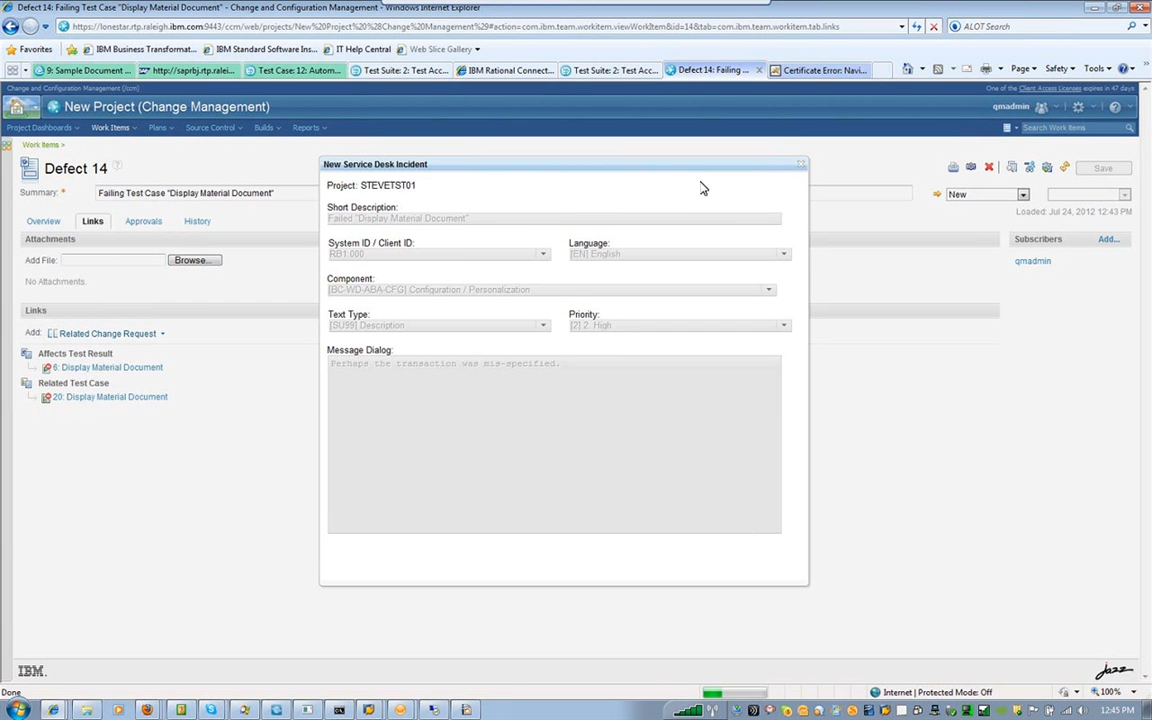 Defect 14: Failing Test Case "Display Material Document" - Change and Configuration Management - Windows Internet Explorer
https://lonestar.rtp.raleigh.ibm.com:9443/ccm/web/projects/New%20Project%20%28Change%20Management%29#action=com.ibm.team.workitem.viewWorkItem&id=14&tab=com.ibm.team.workitem.tab.links
ALOT Search
Favorites IBM Business Transformat... IBM Standard Software Ins... IT Help Central Web Slice Gallery
9: Sample Document ... http://saprbj.rtp.ralei... Test Case: 12: Autom... Test Suite: 2: Test Acc... IBM Rational Connect... Test Suite: 2: Test Acc... Defect 14: Failing ... Certificate Error: Navi...
Page Safety Tools
Change and Configuration Management (/ccm)
One of the Client Access Licenses expires in 47 days
New Project (Change Management)
qmadmin
Project Dashboards Work Items Plans Source Control Builds Reports
Search Work Items
Work Items >
Defect 14
Save
Summary: * Failing Test Case "Display Material Document"
New
Loaded: Jul 24, 2012 12:43 PM
Overview Links Approvals History
Attachments
Add File: Browse...
No Attachments.
Links
Add: Related Change Request
Affects Test Result
6: Display Material Document
Related Test Case
20: Display Material Document
Subscribers Add...
qmadmin
New Service Desk Incident
Project: STEVETST01
Short Description:
Failed "Display Material Document"
System ID / Client ID: Language:
RB1:000 [EN] English
Component:
[BC-WD-ABA-CFG] Configuration / Personalization
Text Type: Priority:
[SU99] Description [2] 2: High
Message Dialog:
Perhaps the transaction was mis-specified.
IBM.
jazz
Done
Internet | Protected Mode: Off
100%
12:45 PM